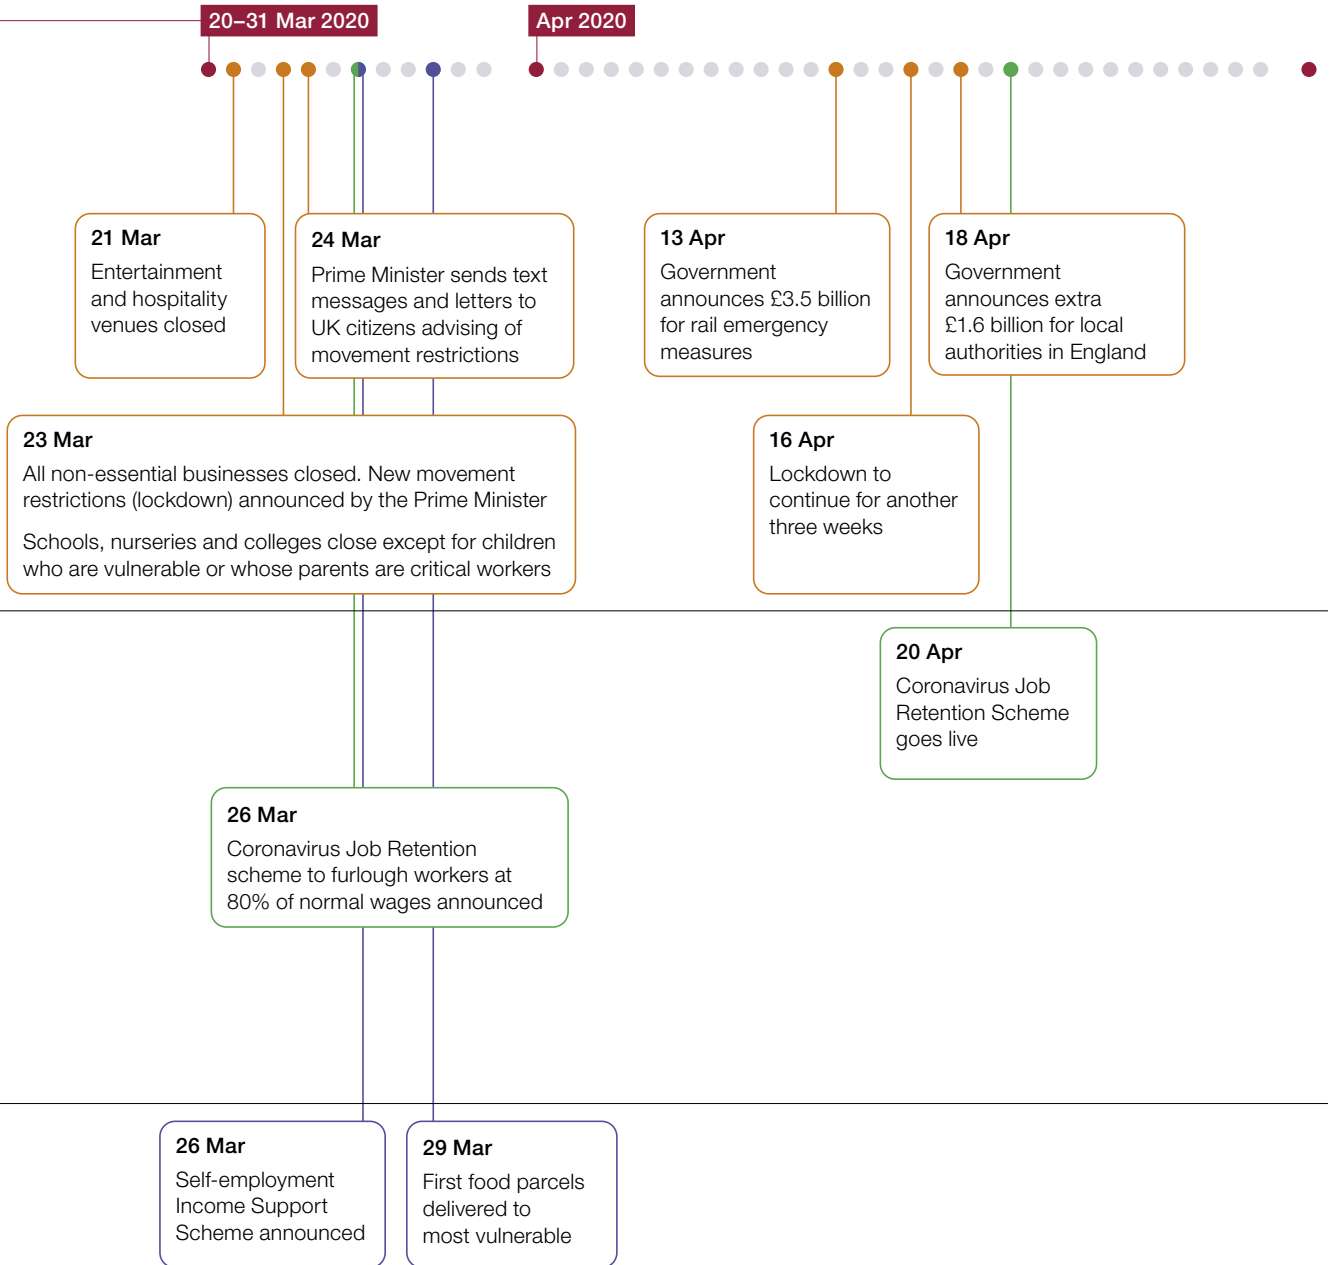 20–31 Mar 2020
Apr 2020
21 Mar
Entertainment
and hospitality
venues closed
24 Mar
Prime Minister sends text
messages and letters to
UK citizens advising of
movement restrictions
13 Apr
Government
announces £3.5 billion
for rail emergency
measures
18 Apr
Government
announces extra
£1.6 billion for local
authorities in England
23 Mar
All non-essential businesses closed. New movement
restrictions (lockdown) announced by the Prime Minister
Schools, nurseries and colleges close except for children
who are vulnerable or whose parents are critical workers
16 Apr
Lockdown to
continue for another
three weeks
20 Apr
Coronavirus Job
Retention Scheme
goes live
26 Mar
Coronavirus Job Retention
scheme to furlough workers at
80% of normal wages announced
26 Mar
Self-employment
Income Support
Scheme announced
29 Mar
First food parcels
delivered to
most vulnerable